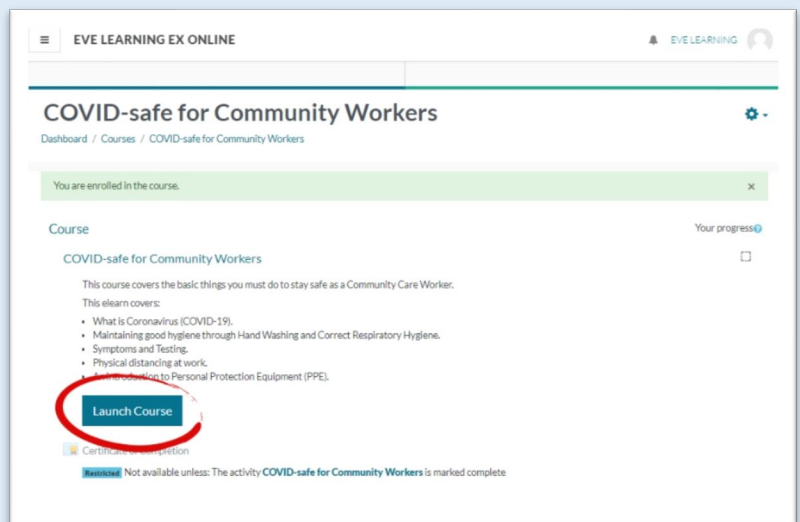 EVE LEARNING EX ONLINE
EVE LEARNING
COVID-safe for Community Workers
Dashboard / Courses / COVID-safe for Community Workers
You are enrolled in the course.
×
Course
Your progress
COVID-safe for Community Workers
This course covers the basic things you must do to stay safe as a Community Care Worker.
This elearn covers:
• What is Coronavirus (COVID-19).
• Maintaining good hygiene through Hand Washing and Correct Respiratory Hygiene.
• Symptoms and Testing.
• Physical distancing at work.
• An introduction to Personal Protection Equipment (PPE).
Launch Course
Certificate of Completion
Restricted Not available unless: The activity COVID-safe for Community Workers is marked complete